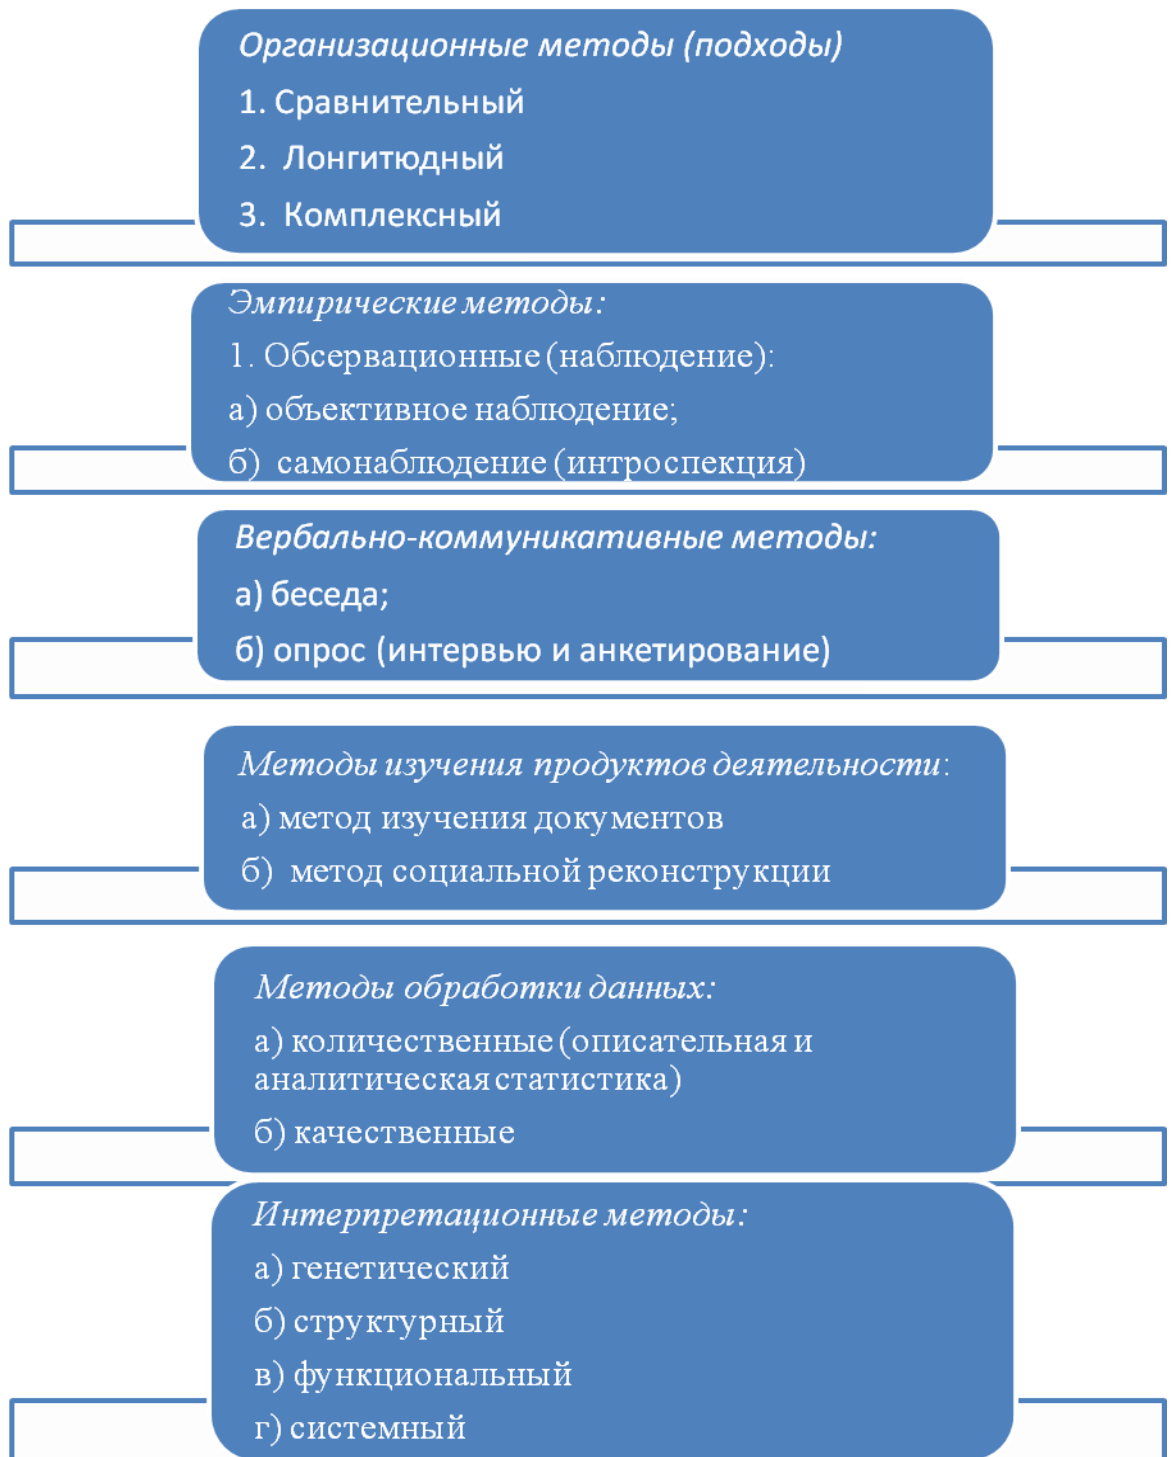 Организационные методы (подходы)
1. Сравнительный
2. Лонгитюдный
3. Комплексный
Эмпирические методы:
1. Обсервационные (наблюдение):
а) объективное наблюдение;
б) самонаблюдение (интроспекция)
Вербально-коммуникативные методы:
а) беседа;
б) опрос (интервью и анкетирование)
Методы изучения продуктов деятельности:
а) метод изучения документов
б) метод социальной реконструкции
Методы обработки данных:
а) количественные (описательная и
аналитическая статистика)
б) качественные
Интерпретационные методы:
а) генетический
б) структурный
в) функциональный
г) системный